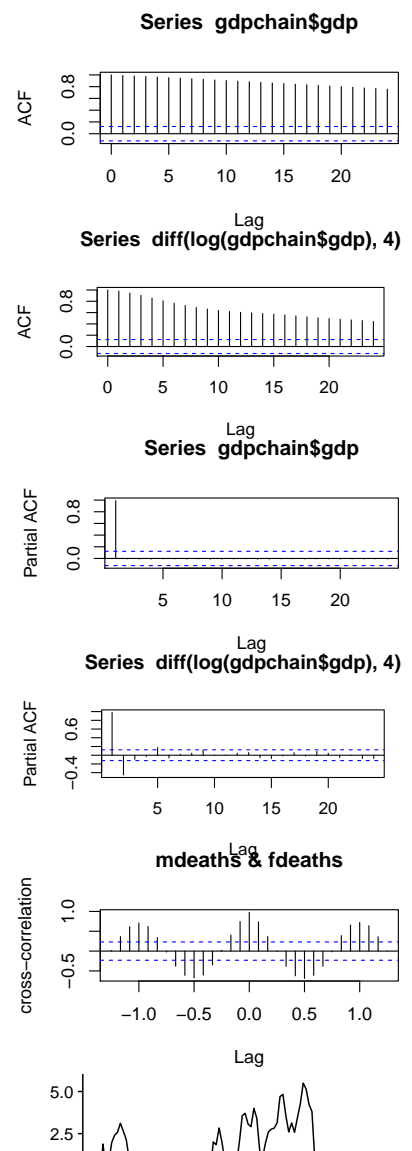 Series gdpchain$gdp
ACF
0.8
0.0
0 5 10 15 20
Lag
Series diff(log(gdpchain$gdp), 4)
ACF
0.8
0.0
0 5 10 15 20
Lag
Series gdpchain$gdp
Partial ACF
0.8
0.0
5 10 15 20
Lag
Series diff(log(gdpchain$gdp), 4)
Partial ACF
0.6
−0.4
5 10 15 20
Lag
mdeaths & fdeaths
cross−correlation
1.0
−0.5
−1.0 −0.5 0.0 0.5 1.0
Lag
5.0
2.5